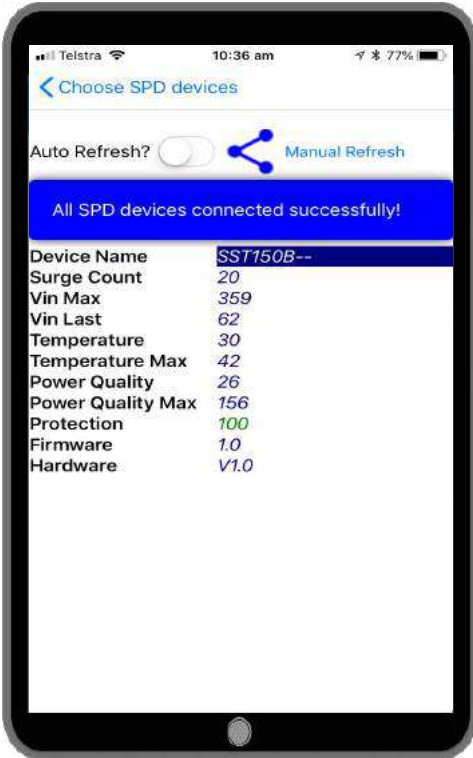 Telstra 10:36 am 77%
Choose SPD devices
Auto Refresh? Manual Refresh
All SPD devices connected successfully!
Device Name SST150B--
Surge Count 20
Vin Max 359
Vin Last 62
Temperature 30
Temperature Max 42
Power Quality 26
Power Quality Max 156
Protection 100
Firmware 1.0
Hardware V1.0